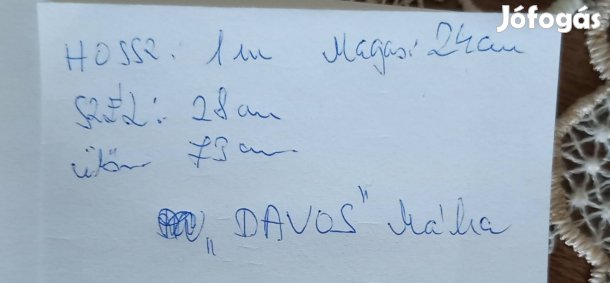 Jófogás
HOSSZ: 1m Magas: 24cm
SZÉL: 28cm
ülőm 73cm
„DAVOS" Márka